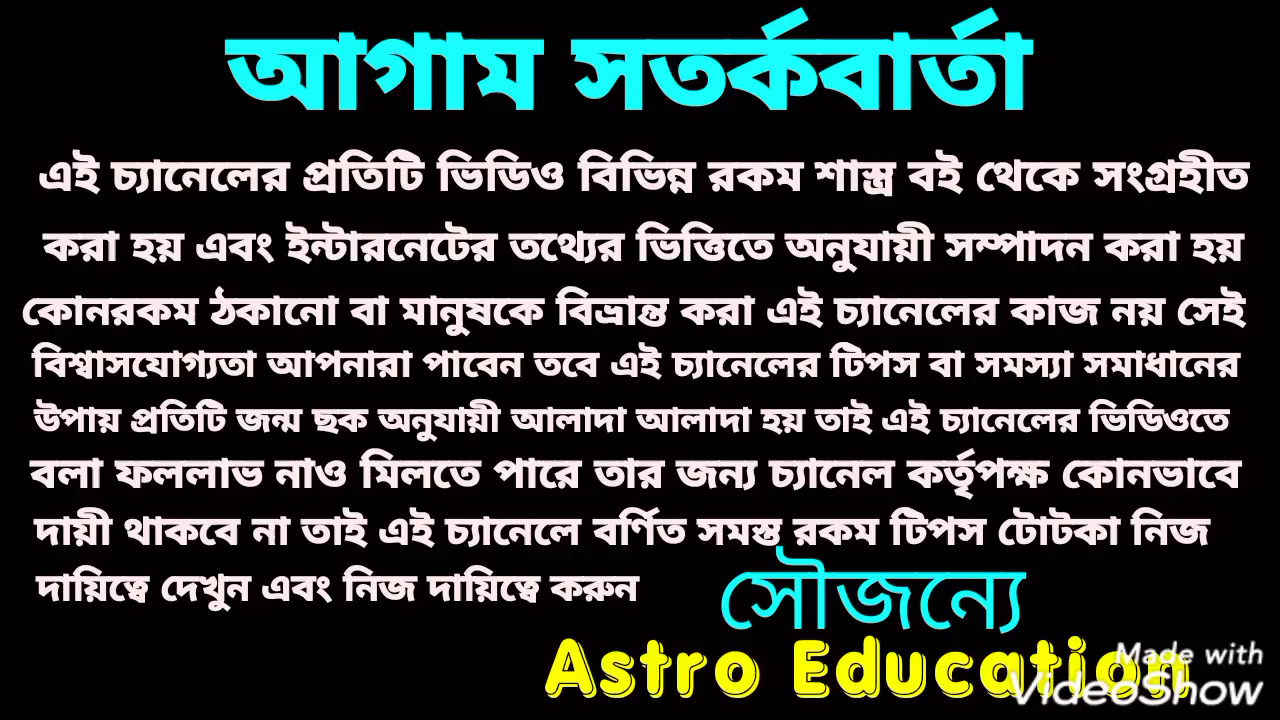 আগাম সতর্কবার্তা
এই চ্যানেলের প্রতিটি ভিডিও বিভিন্ন রকম শাস্ত্র বই থেকে সংগ্রহীত
করা হয় এবং ইন্টারনেটের তথ্যের ভিত্তিতে অনুযায়ী সম্পাদন করা হয়
কোনরকম ঠকানো বা মানুষকে বিভ্রান্ত করা এই চ্যানেলের কাজ নয় সেই
বিশ্বাসযোগ্যতা আপনারা পাবেন তবে এই চ্যানেলের টিপস বা সমস্যা সমাধানের
উপায় প্রতিটি জন্ম ছক অনুযায়ী আলাদা আলাদা হয় তাই এই চ্যানেলের ভিডিওতে
বলা ফললাভ নাও মিলতে পারে তার জন্য চ্যানেল কর্তৃপক্ষ কোনভাবে
দায়ী থাকবে না তাই এই চ্যানেলে বর্ণিত সমস্ত রকম টিপস টোটকা নিজ
দায়িত্বে দেখুন এবং নিজ দায়িত্বে করুন
সৌজন্যে
Astro Education
Made with
VideoShow